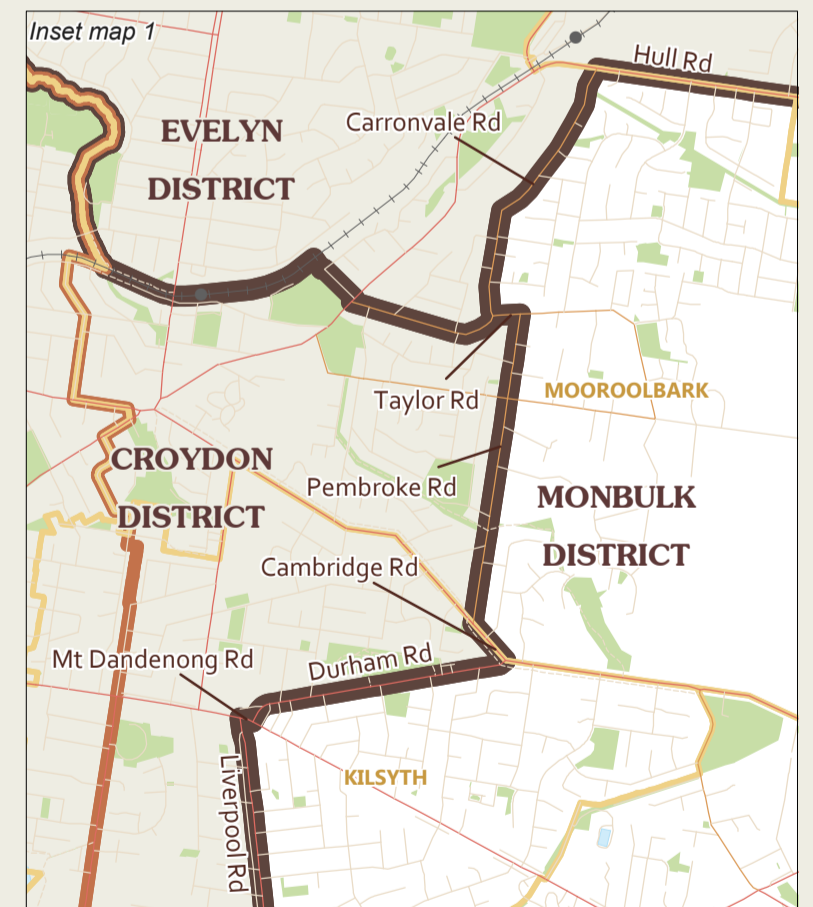 Inset map 1
Hull Rd
Carronvale Rd
EVELYN
DISTRICT
Taylor Rd
MOOROOLBARK
CROYDON
DISTRICT
Pembroke Rd
MONBULK
DISTRICT
Cambridge Rd
Mt Dandenong Rd
Durham Rd
Liverpool Rd
KILSYTH